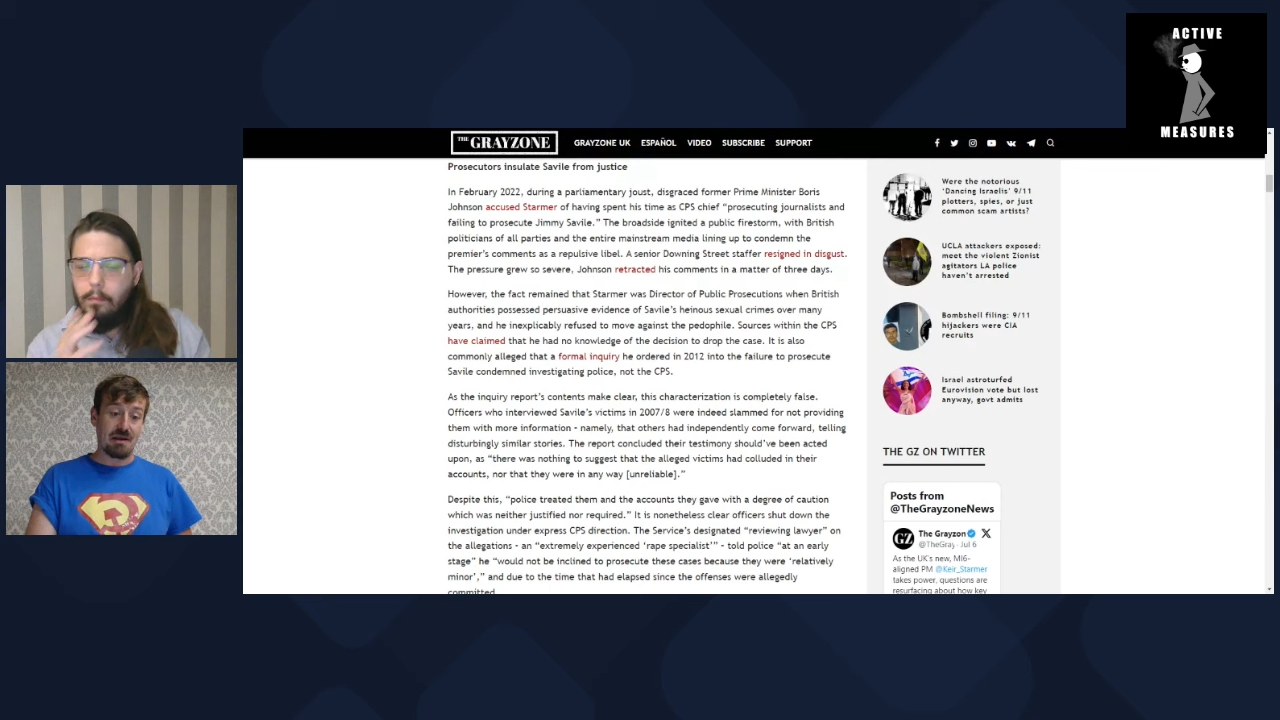 ACTIVE
MEASURES
THE GRAYZONE
GRAYZONE UK ESPAÑOL VIDEO SUBSCRIBE SUPPORT
Prosecutors insulate Savile from justice
In February 2022, during a parliamentary joust, disgraced former Prime Minister Boris
Johnson accused Starmer of having spent his time as CPS chief “prosecuting journalists and
failing to prosecute Jimmy Savile.” The broadside ignited a public firestorm, with British
politicians of all parties and the entire mainstream media lining up to condemn the
premier’s comments as a repulsive libel. A senior Downing Street staffer resigned in disgust.
The pressure grew so severe, Johnson retracted his comments in a matter of three days.
However, the fact remained that Starmer was Director of Public Prosecutions when British
authorities possessed persuasive evidence of Savile’s heinous sexual crimes over many
years, and he inexplicably refused to move against the pedophile. Sources within the CPS
have claimed that he had no knowledge of the decision to drop the case. It is also
commonly alleged that a formal inquiry he ordered in 2012 into the failure to prosecute
Savile condemned investigating police, not the CPS.
As the inquiry report’s contents make clear, this characterization is completely false.
Officers who interviewed Savile’s victims in 2007/8 were indeed slammed for not providing
them with more information – namely, that others had independently come forward, telling
disturbingly similar stories. The report concluded their testimony should’ve been acted
upon, as “there was nothing to suggest that the alleged victims had colluded in their
accounts, nor that they were in any way [unreliable].”
Despite this, “police treated them and the accounts they gave with a degree of caution
which was neither justified nor required.” It is nonetheless clear officers shut down the
investigation under express CPS direction. The Service’s designated “reviewing lawyer” on
the allegations – an “extremely experienced ‘rape specialist’” – told police “at an early
stage” he “would not be inclined to prosecute these cases because they were ‘relatively
minor’,” and due to the time that had elapsed since the offenses were allegedly
committed.
Were the notorious
‘Dancing Israelis’ 9/11
plotters, spies, or just
common scam artists?
UCLA attackers exposed:
meet the violent Zionist
agitators LA police
haven’t arrested
Bombshell filing: 9/11
hijackers were CIA
recruits
Israel astroturfed
Eurovision vote but lost
anyway, govt admits
THE GZ ON TWITTER
Posts from
@TheGrayzoneNews
GZ
The Grayzon
@TheGray · Jul 6
As the UK's new, MI6-
aligned PM @Keir_Starmer
takes power, questions are
resurfacing about how key